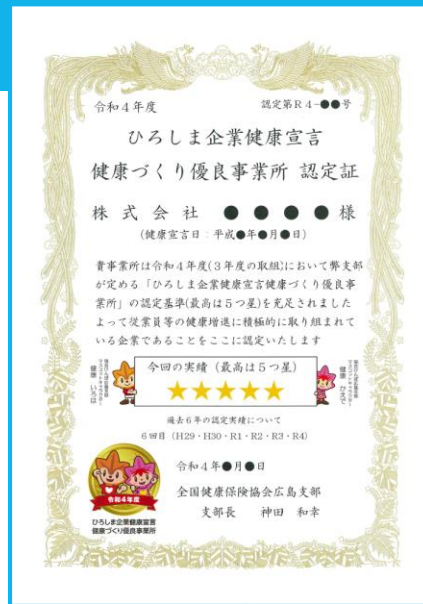 令和4年度
認定第R4-●●号
ひろしま企業健康宣言
健康づくり優良事業所 認定証
株式会社 ●●●●様
(健康宣言日:平成●年●月●日)
貴事業所は令和4年度(3年度の取組)において弊支部
が定める「ひろしま企業健康宣言健康づくり優良事
業所」の認定基準(最高は5つ星)を充足されました
よって従業員等の健康増進に積極的に取り組まれて
いる企業であることをここに認定いたします
今回の実績(最高は5つ星)
★★★★★
健康 いろは
健康 かえで
過去6年の認定実績について
6回目(H29・H30・R1・R2・R3・R4)
令和4年●月●日
全国健康保険協会広島支部
支部長 神田 和幸
令和4年度
ひろしま企業健康宣言
健康づくり優良事業所